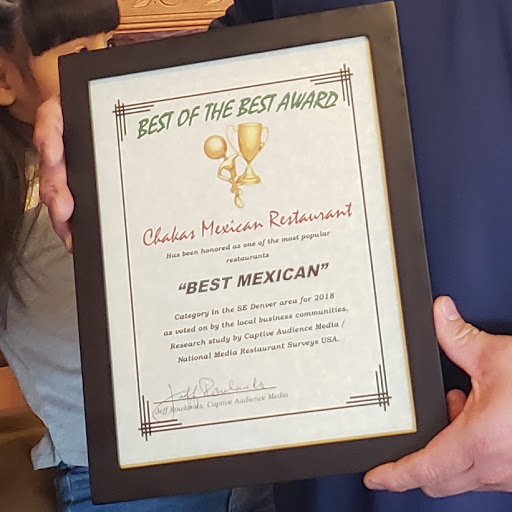 BEST OF THE BEST AWARD
Chakas Mexican Restaurant
Has been honored as one of the most popular
restaurants
"BEST MEXICAN"
Category in the SE Denver area for 2018
as voted on by the local business communities,
Research study by Captive Audience Media /
National Media Restaurant Surveys USA.
Jeff Rowlands
Jeff Rowlands, Captive Audience Media